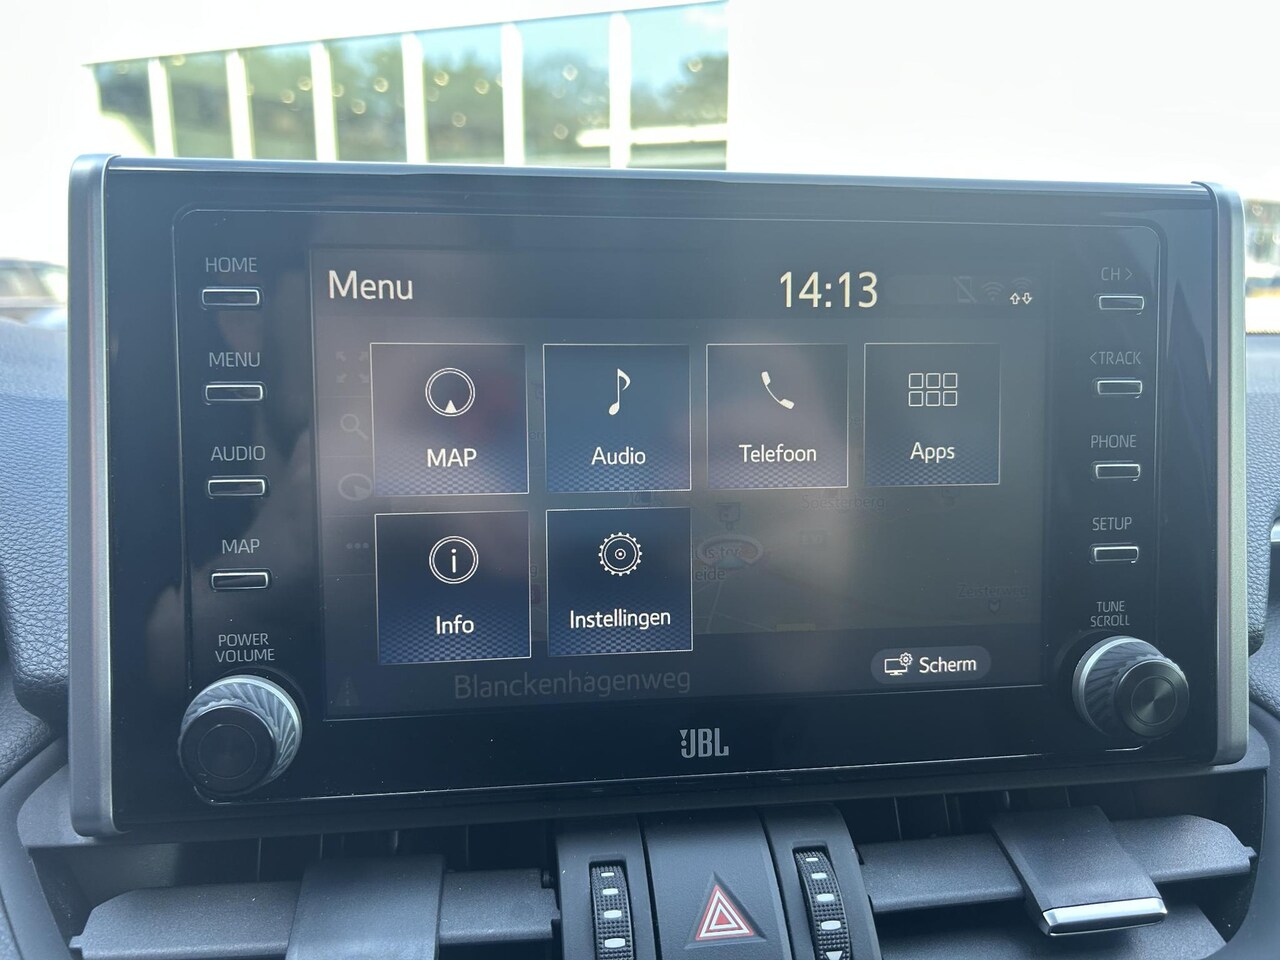 HOME
MENU
AUDIO
MAP
POWER
VOLUME
Menu
14:13
MAP
Audio
Telefoon
Apps
Info
Instellingen
Blanckenhagenweg
Scherm
JBL
CH >
<TRACK
PHONE
SETUP
TUNE
SCROLL